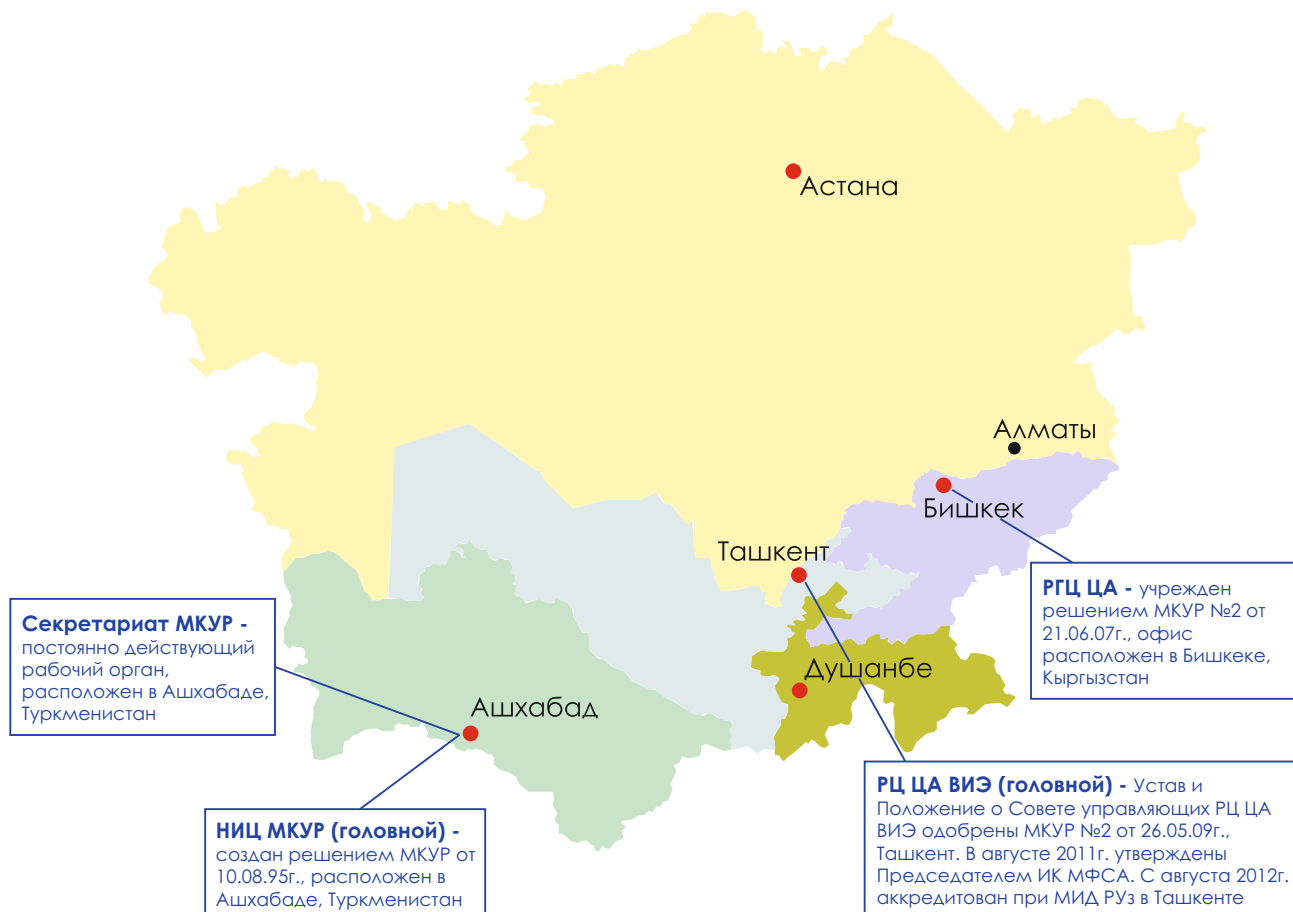 Астана
Алматы
Бишкек
Ташкент
Душанбе
Ашхабад
Секретариат МКУР -
постоянно действующий
рабочий орган,
расположен в Ашхабаде,
Туркменистан
НИЦ МКУР (головной) -
создан решением МКУР от
10.08.95г., расположен в
Ашхабаде, Туркменистан
РГЦ ЦА - учрежден
решением МКУР №2 от
21.06.07г., офис
расположен в Бишкеке,
Кыргызстан
РЦ ЦА ВИЭ (головной) - Устав и
Положение о Совете управляющих РЦ ЦА
ВИЭ одобрены МКУР №2 от 26.05.09г.,
Ташкент. В августе 2011г. утверждены
Председателем ИК МФСА. С августа 2012г.
аккредитован при МИД РУз в Ташкенте